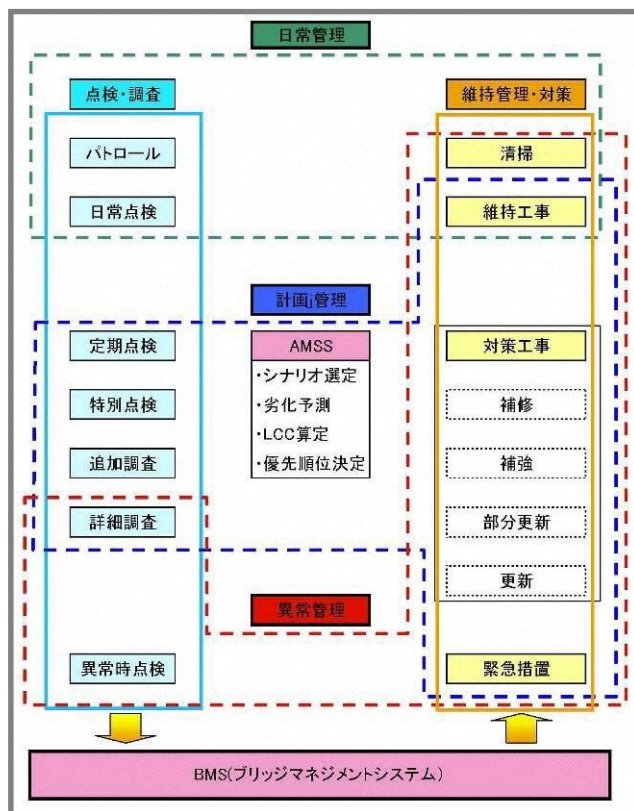 日常管理
点検・調査
維持管理・対策
パトロール
清掃
日常点検
維持工事
計画j管理
定期点検
AMSS
対策工事
・シナリオ選定
・劣化予測
・LCC算定
・優先順位決定
特別点検
補修
追加調査
補強
詳細調査
部分更新
更新
異常管理
異常時点検
緊急措置
BMS(ブリッジマネジメントシステム)